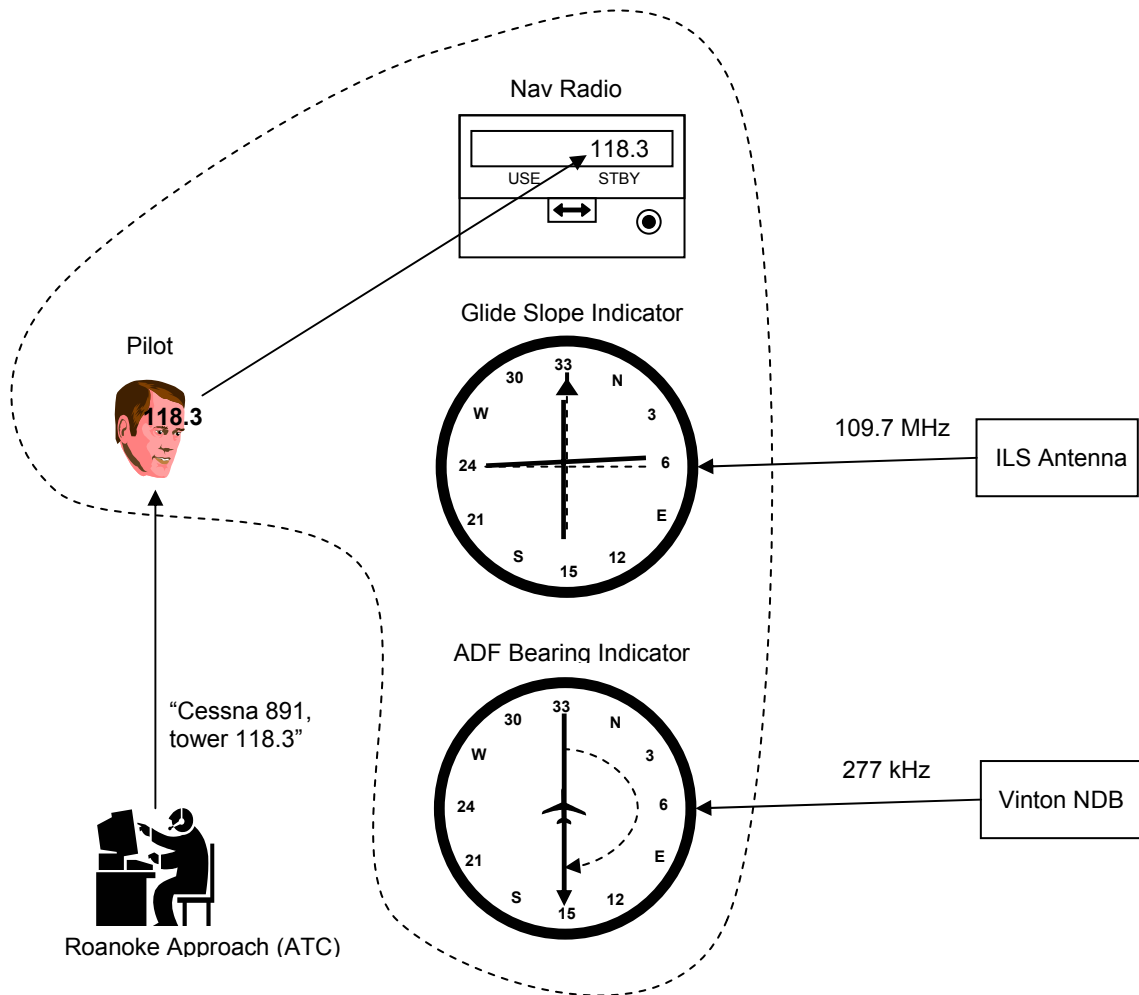 Nav Radio
118.3
USE STBY
Glide Slope Indicator
Pilot
118.3
33
30 N
W 3
24 6
21 E
S 12
15
109.7 MHz
ILS Antenna
ADF Bearing Indicator
"Cessna 891,
tower 118.3"
33
30 N
W 3
24 6
21 E
S 12
15
277 kHz
Vinton NDB
Roanoke Approach (ATC)